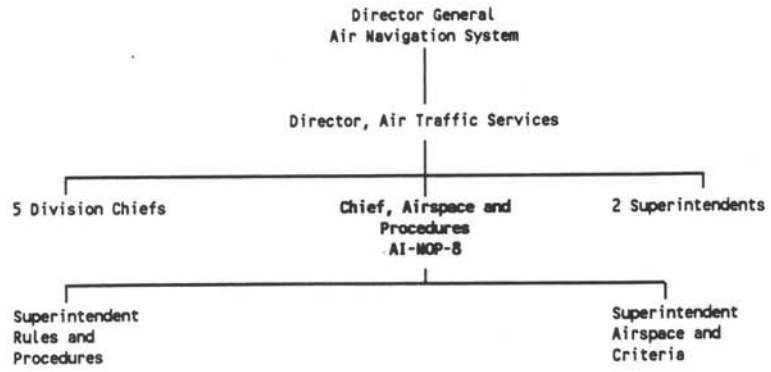 Director General
Air Navigation System
Director, Air Traffic Services
5 Division Chiefs
Chief, Airspace and
Procedures
AI-MOP-8
2 Superintendents
Superintendent
Rules and
Procedures
Superintendent
Airspace and
Criteria